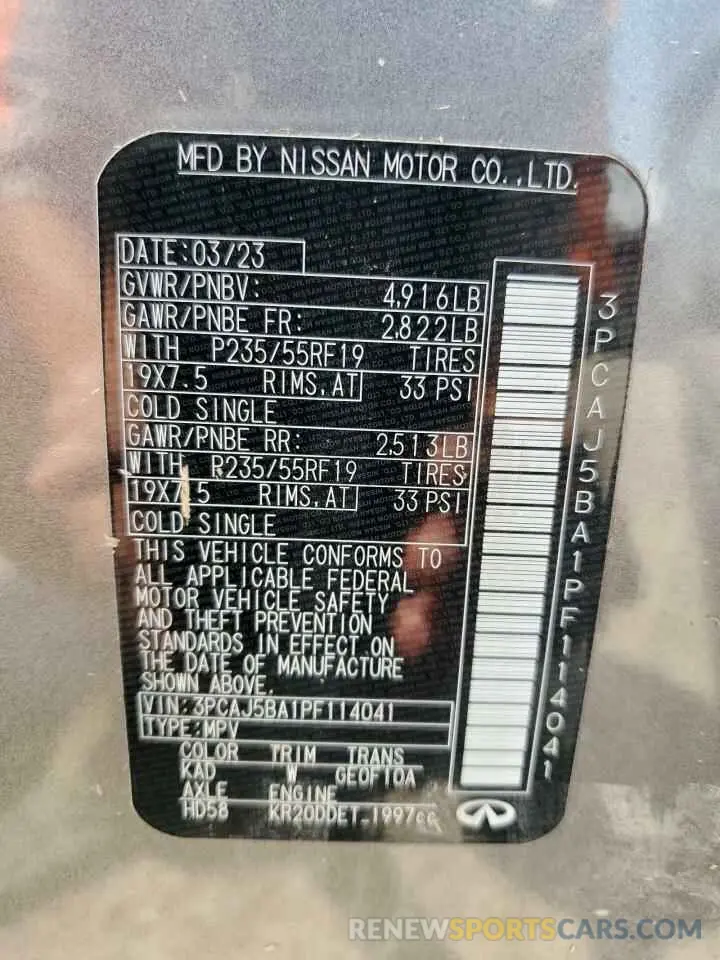 MFD BY NISSAN MOTOR CO.,LTD.
DATE:03/23
GVWR/PNBV: 4,916LB
GAWR/PNBE FR: 2,822LB
WITH P235/55RF19 TIRES
19X7.5 RIMS,AT 33 PSI
COLD SINGLE
GAWR/PNBE RR: 2,513LB
WITH P235/55RF19 TIRES
19X7.5 RIMS,AT 33 PSI
COLD SINGLE
THIS VEHICLE CONFORMS TO
ALL APPLICABLE FEDERAL
MOTOR VEHICLE SAFETY
AND THEFT PREVENTION
STANDARDS IN EFFECT ON
THE DATE OF MANUFACTURE
SHOWN ABOVE.
VIN:3PCAJ5BA1PF114041
TYPE:MPV
COLOR TRIM TRANS
KAD W GE0F10A
AXLE ENGINE
HD58 KR20DDET-1997cc
3PCAJ5BA1PF114041
RENEWSPORTSCARS.COM